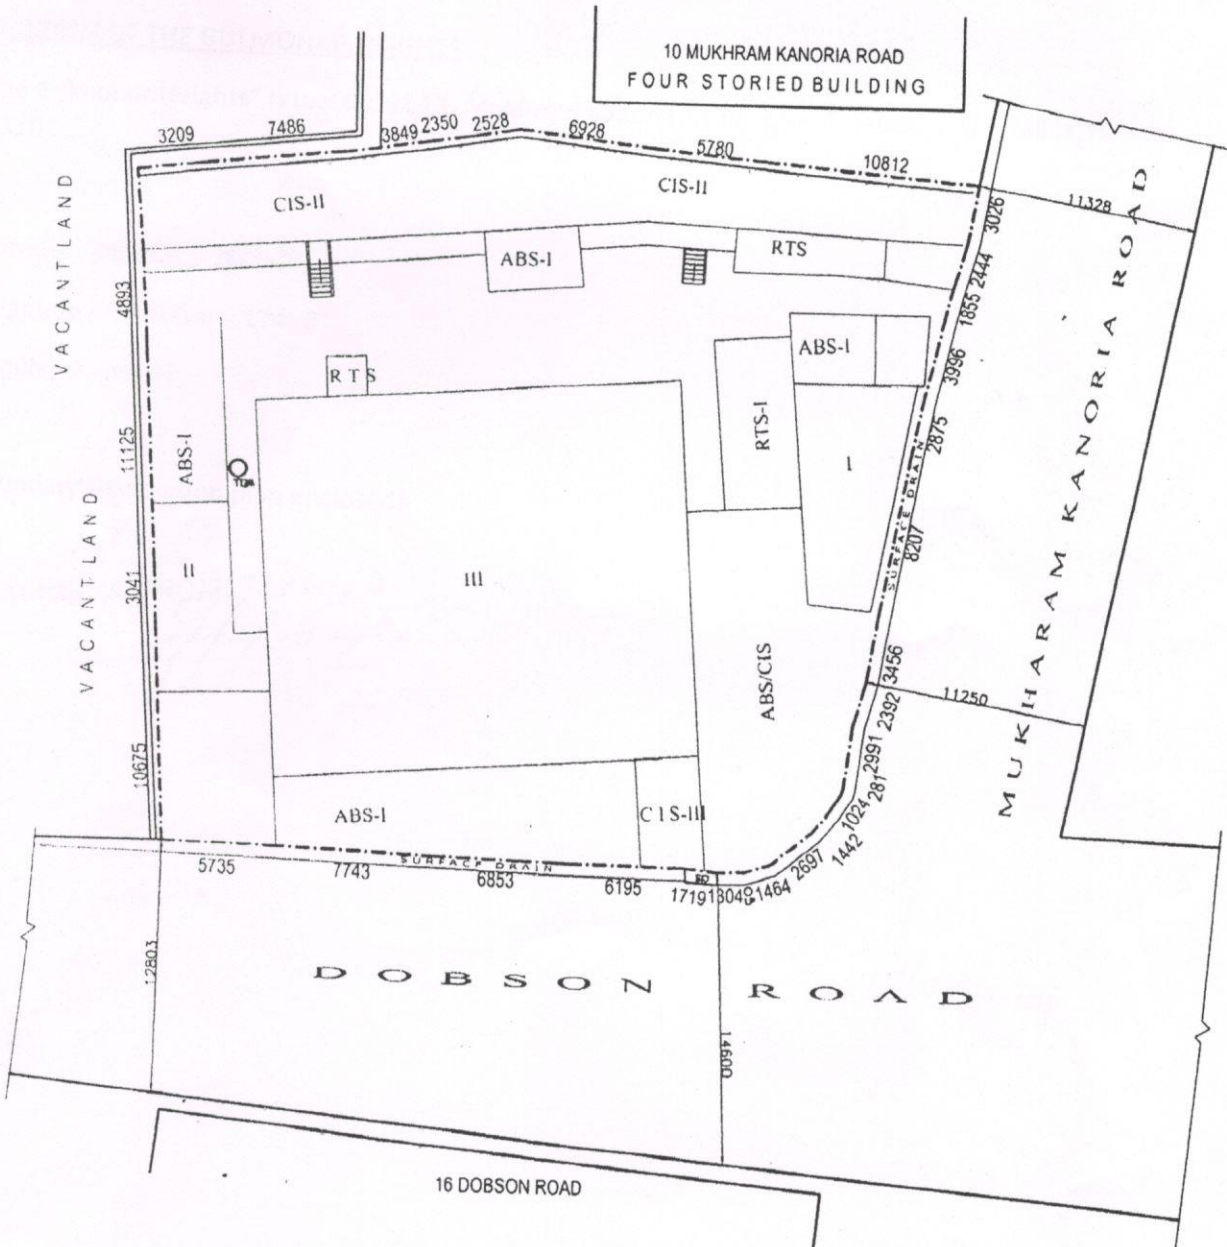 10 MUKHRAM KANORIA ROAD
FOUR STORIED BUILDING
3209
7486
3849
2350
2528
6928
5780
10812
11328
3026
2444
1855
3996
2875
8207
3456
2392
2991
281
1024
1442
2697
1464
1719
6195
6853
7743
5735
VACANT LAND
4893
11125
VACANT LAND
3041
10675
CIS-II
CIS-II
ABS-I
RTS
RTS
ABS-I
RTS-I
I
ABS-I
II
III
ABS/CIS
ABS-I
CIS-III
SURFACE DRAIN
SURFACE DRAIN
11250
MUKHARAM KANORIA ROAD
12803
14600
DOBSON ROAD
16 DOBSON ROAD